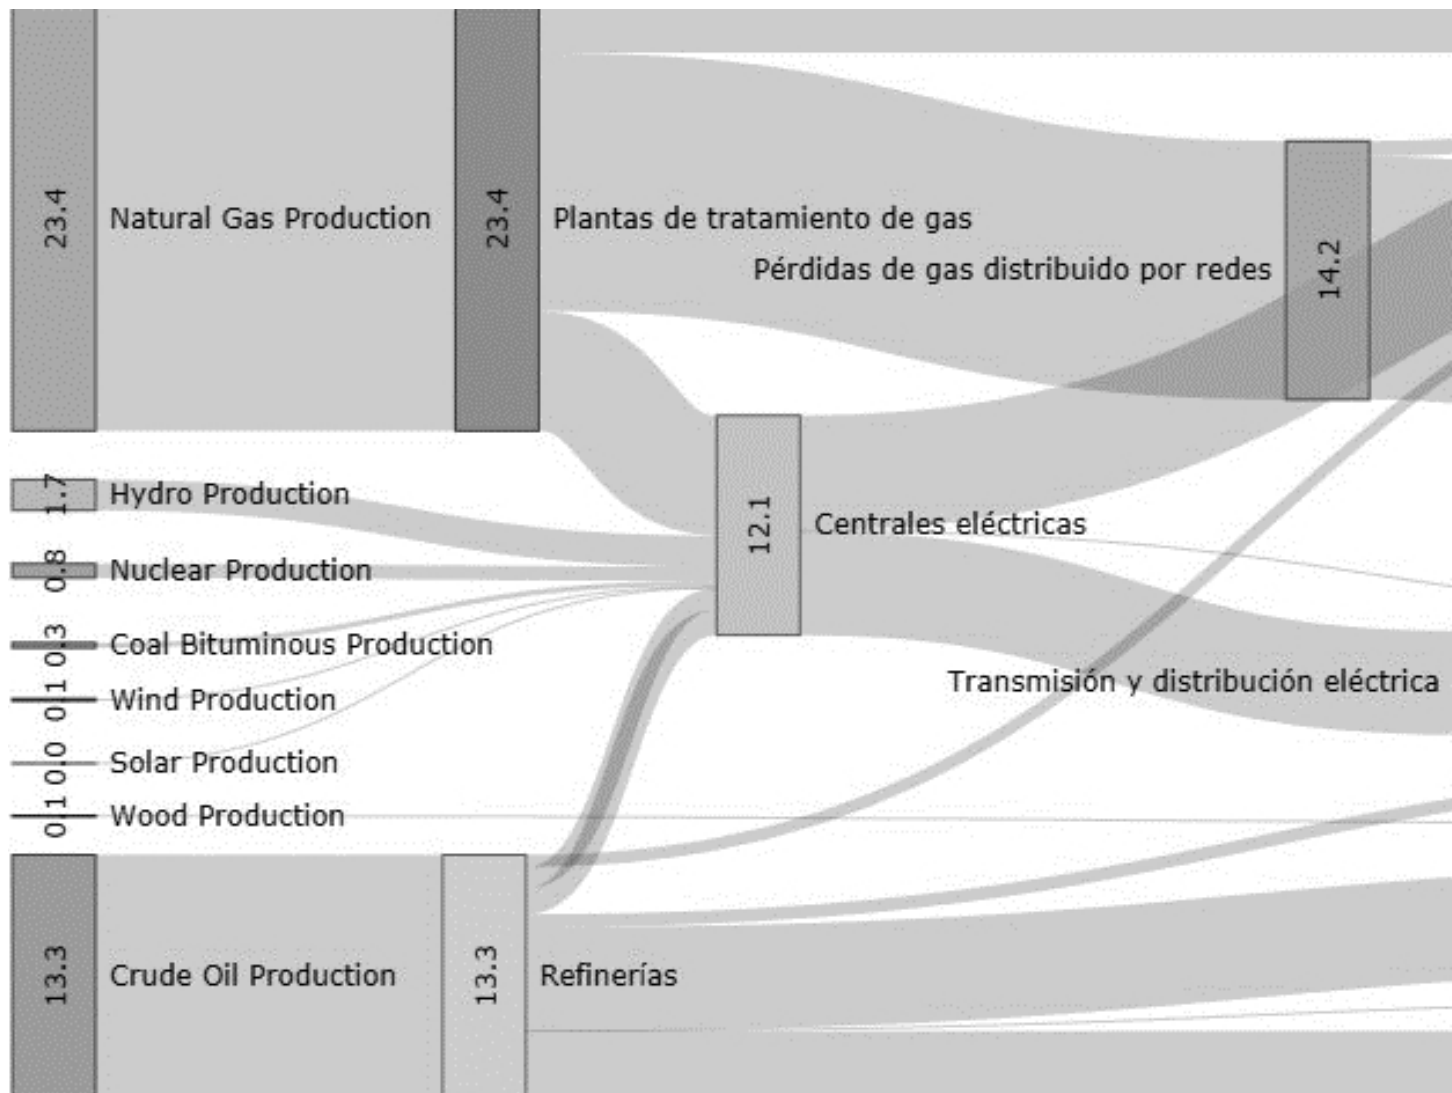 23.4
Natural Gas Production
23.4
Plantas de tratamiento de gas
Pérdidas de gas distribuido por redes
14.2
1.7
Hydro Production
12.1
Centrales eléctricas
0.8
Nuclear Production
0.3
Coal Bituminous Production
Transmisión y distribución eléctrica
0.1
Wind Production
0.0
Solar Production
0.1
Wood Production
13.3
Crude Oil Production
13.3
Refinerías